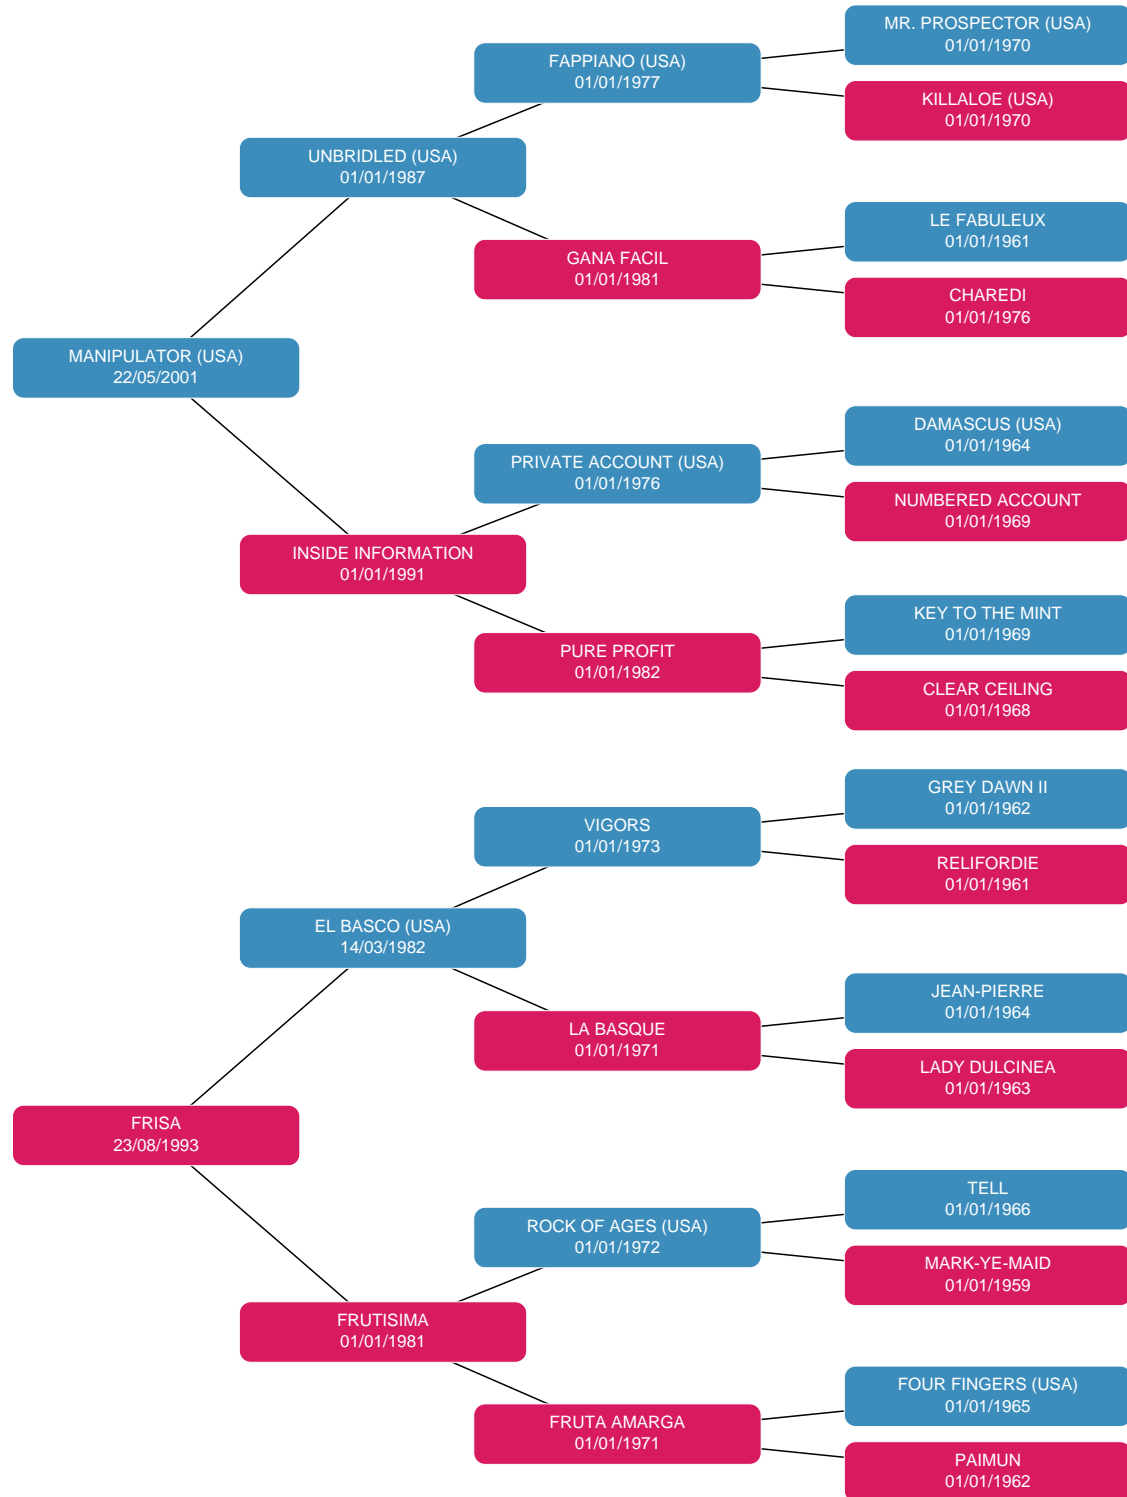 MR. PROSPECTOR (USA)
01/01/1970
FAPPIANO (USA)
01/01/1977
KILLALOE (USA)
01/01/1970
UNBRIDLED (USA)
01/01/1987
LE FABULEUX
01/01/1961
GANA FACIL
01/01/1981
CHAREDI
01/01/1976
MANIPULATOR (USA)
22/05/2001
DAMASCUS (USA)
01/01/1964
PRIVATE ACCOUNT (USA)
01/01/1976
NUMBERED ACCOUNT
01/01/1969
INSIDE INFORMATION
01/01/1991
KEY TO THE MINT
01/01/1969
PURE PROFIT
01/01/1982
CLEAR CEILING
01/01/1968
GREY DAWN II
01/01/1962
VIGORS
01/01/1973
RELIFORDIE
01/01/1961
EL BASCO (USA)
14/03/1982
JEAN-PIERRE
01/01/1964
LA BASQUE
01/01/1971
LADY DULCINEA
01/01/1963
FRISA
23/08/1993
TELL
01/01/1966
ROCK OF AGES (USA)
01/01/1972
MARK-YE-MAID
01/01/1959
FRUTISIMA
01/01/1981
FOUR FINGERS (USA)
01/01/1965
FRUTA AMARGA
01/01/1971
PAIMUN
01/01/1962